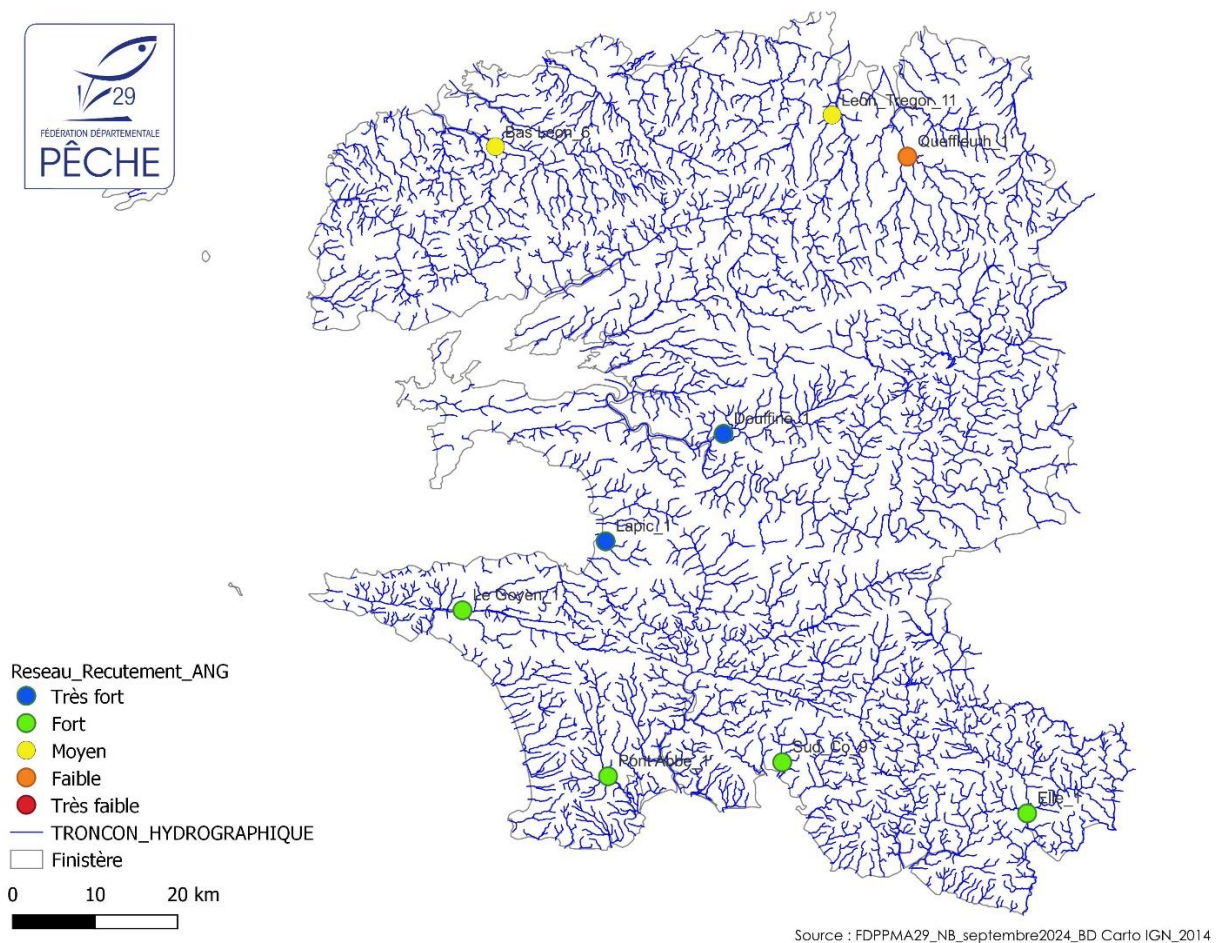 29
FÉDÉRATION DÉPARTEMENTALE
PÊCHE
Leon_Tregor_11
Bas Leon_6
Queffleuth_1
Douffine_1
Lapic_1
Le Goyen_1
Pont Abbe_1
Sud_Co_9
Elle_1
Reseau_Recrutement_ANG
Très fort
Fort
Moyen
Faible
Très faible
TRONCON_HYDROGRAPHIQUE
Finistère
0 10 20 km
Source : FDPPMA29_NB_septembre2024_BD Carto IGN_2014